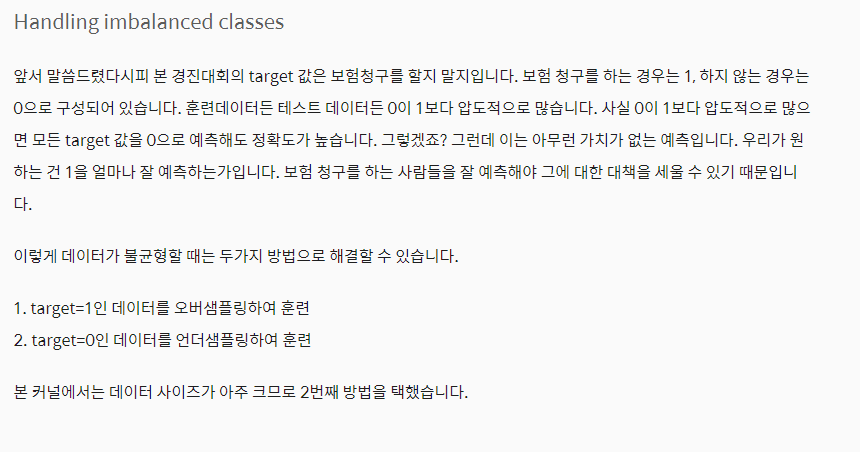 Handling imbalanced classes
앞서 말씀드렸다시피 본 경진대회의 target 값은 보험청구를 할지 말지입니다. 보험 청구를 하는 경우는 1, 하지 않는 경우는
0으로 구성되어 있습니다. 훈련데이터든 테스트 데이터든 0이 1보다 압도적으로 많습니다. 사실 0이 1보다 압도적으로 많으
면 모든 target 값을 0으로 예측해도 정확도가 높습니다. 그렇겠죠? 그런데 이는 아무런 가치가 없는 예측입니다. 우리가 원
하는 건 1을 얼마나 잘 예측하는가입니다. 보험 청구를 하는 사람들을 잘 예측해야 그에 대한 대책을 세울 수 있기 때문입니
다.
이렇게 데이터가 불균형할 때는 두가지 방법으로 해결할 수 있습니다.
1. target=1인 데이터를 오버샘플링하여 훈련
2. target=0인 데이터를 언더샘플링하여 훈련
본 커널에서는 데이터 사이즈가 아주 크므로 2번째 방법을 택했습니다.